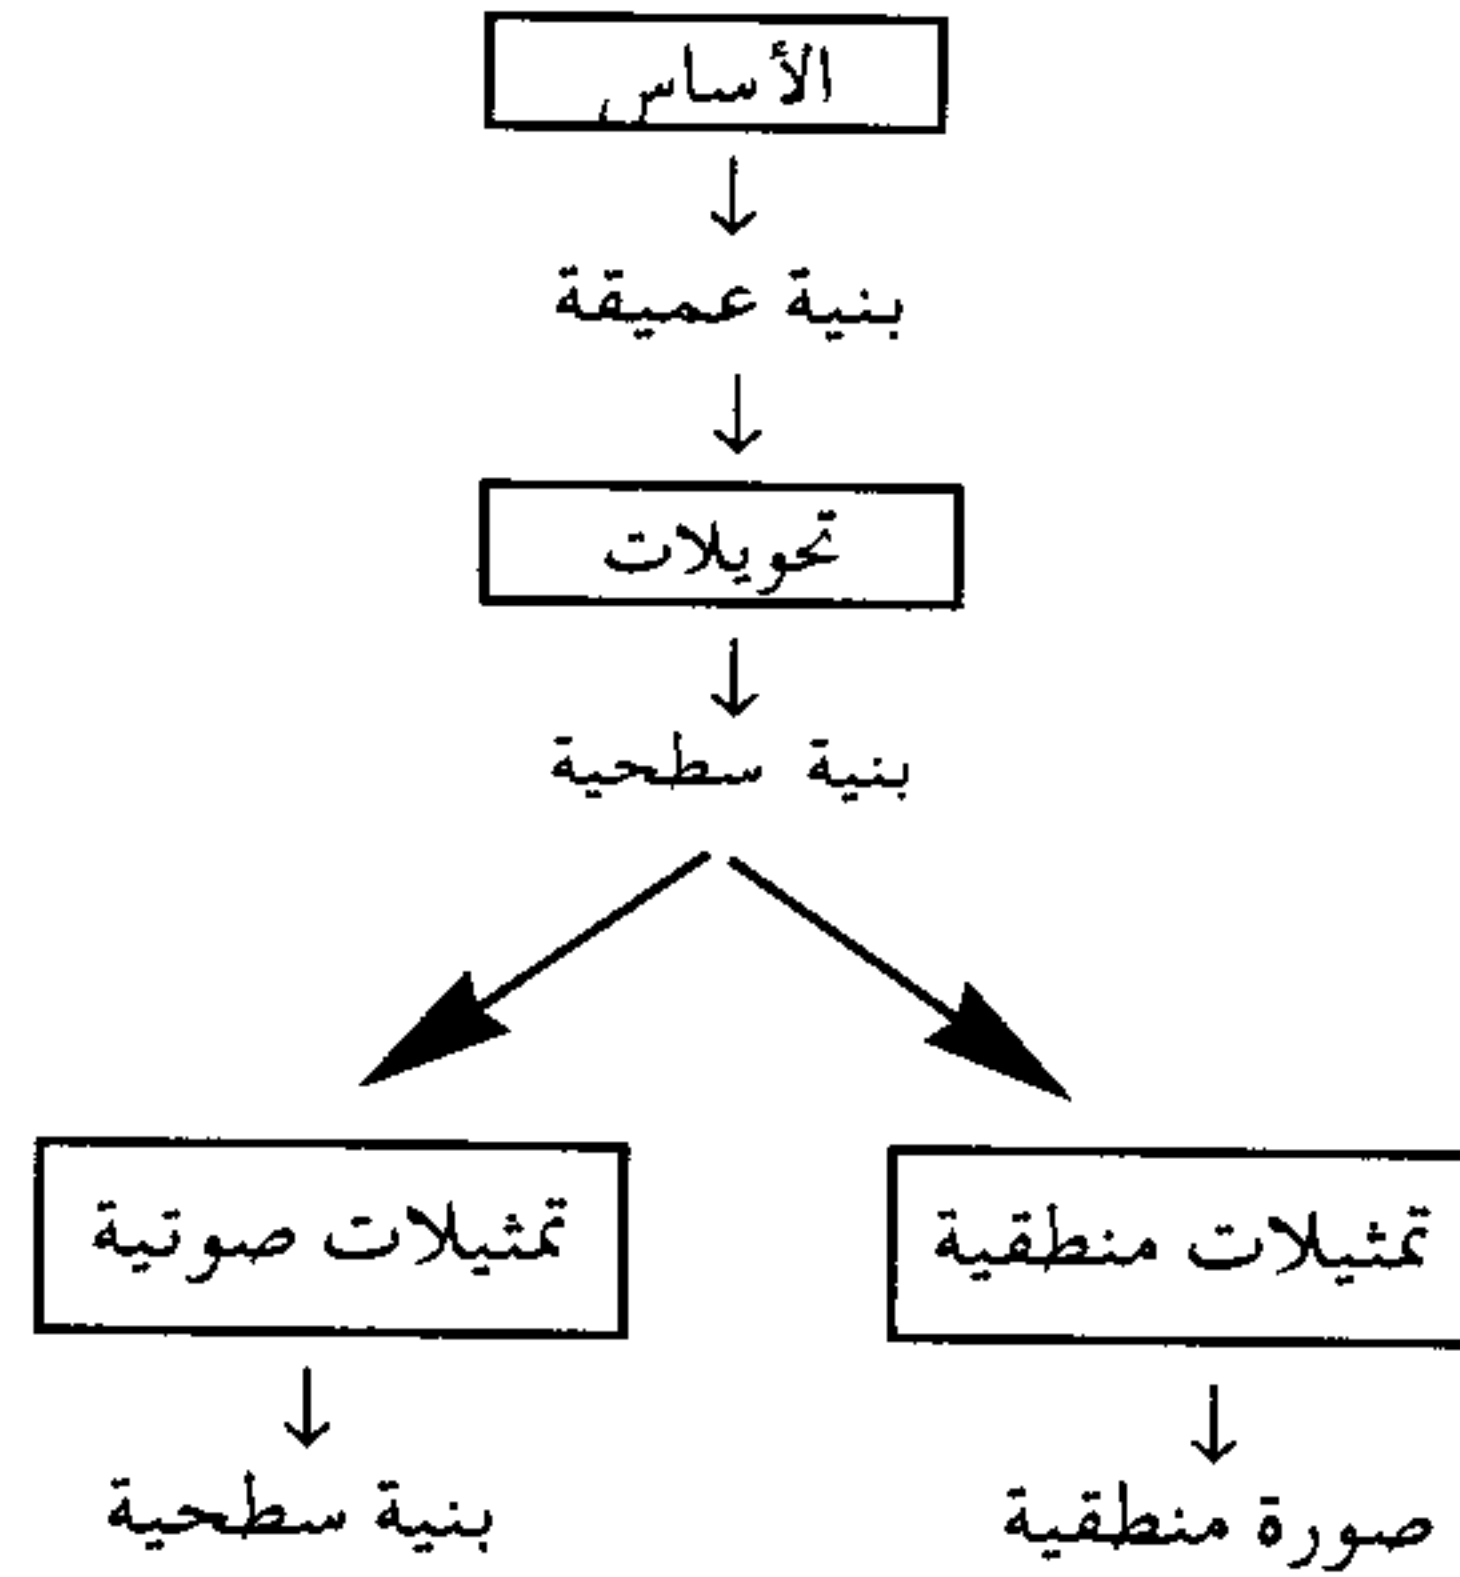 الأساس
بنية عميقة
تحويلات
بنية سطحية
تمثيلات منطقية
تمثيلات صوتية
صورة منطقية
بنية سطحية